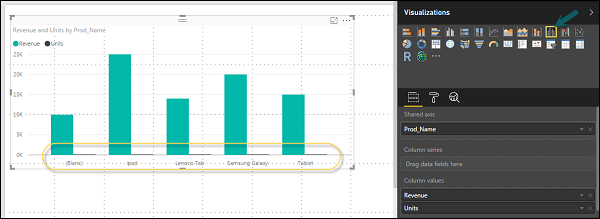 Visualizations
Revenue and Units by Prod_Name
Revenue Units
25K
20K
15K
10K
5K
0K
(Blank) Ipad Lenovo-Tab Samsung Galaxy Tablet
R
Shared axis
Prod_Name
Column series
Drag data fields here
Column values
Revenue
Units